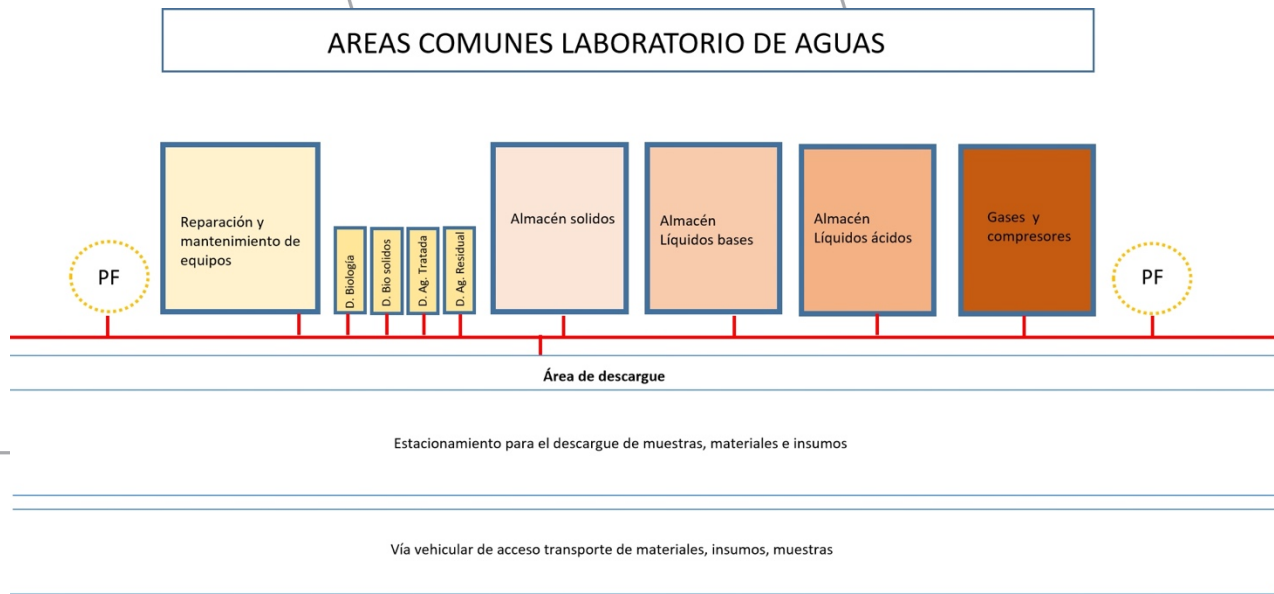 AREAS COMUNES LABORATORIO DE AGUAS
PF
Reparación y
mantenimiento de
equipos
D. Biología
D. Bio solidos
D. Ag. Tratada
D. Ag. Residual
Almacén solidos
Almacén
Líquidos bases
Almacén
Líquidos ácidos
Gases y
compresores
PF
Área de descargue
Estacionamiento para el descargue de muestras, materiales e insumos
Vía vehicular de acceso transporte de materiales, insumos, muestras